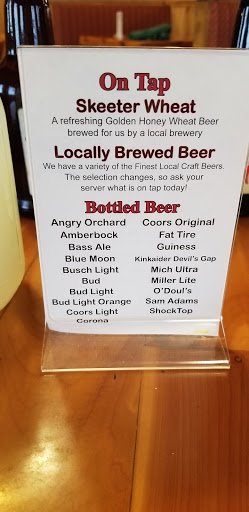 On Tap
Skeeter Wheat
A refreshing Golden Honey Wheat Beer
brewed for us by a local brewery
Locally Brewed Beer
We have a variety of the Finest Local Craft Beers.
The selection changes, so ask your
server what is on tap today!
Bottled Beer
Angry Orchard
Amberbock
Bass Ale
Blue Moon
Busch Light
Bud
Bud Light
Bud Light Orange
Coors Light
Corona
Coors Original
Fat Tire
Guiness
Kinkaider Devil's Gap
Mich Ultra
Miller Lite
O'Doul's
Sam Adams
ShockTop